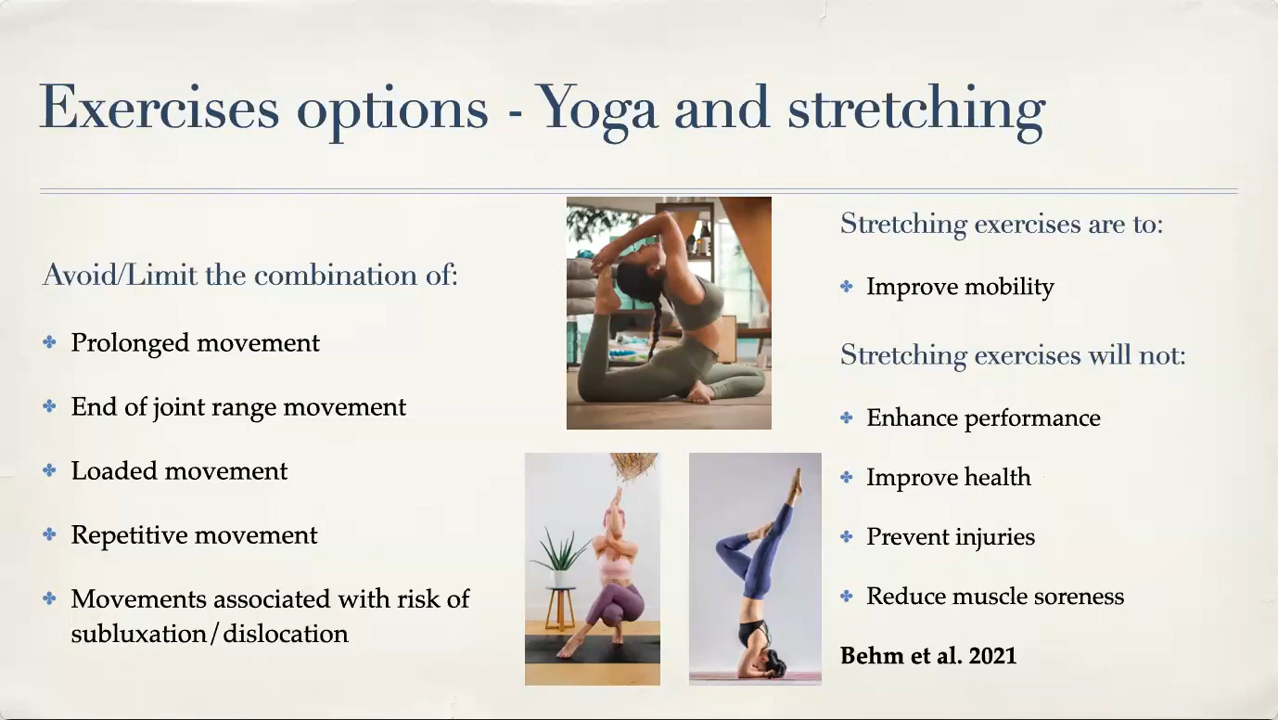 Exercises options - Yoga and stretching
Avoid/Limit the combination of:
Prolonged movement
End of joint range movement
Loaded movement
Repetitive movement
Movements associated with risk of
subluxation/dislocation
Stretching exercises are to:
Improve mobility
Stretching exercises will not:
Enhance performance
Improve health
Prevent injuries
Reduce muscle soreness
Behm et al. 2021